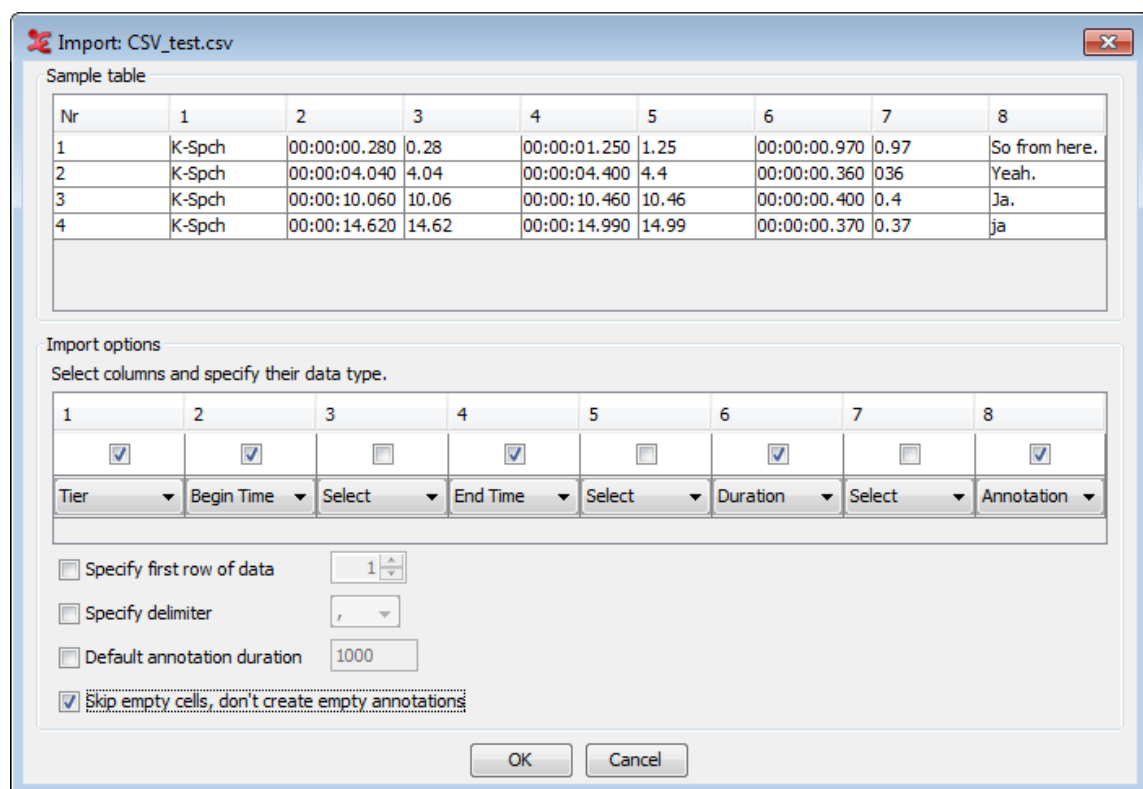 Import: CSV_test.csv
Sample table
Nr 1 2 3 4 5 6 7 8
1 K-Spch 00:00:00.280 0.28 00:00:01.250 1.25 00:00:00.970 0.97 So from here.
2 K-Spch 00:00:04.040 4.04 00:00:04.400 4.4 00:00:00.360 036 Yeah.
3 K-Spch 00:00:10.060 10.06 00:00:10.460 10.46 00:00:00.400 0.4 Ja.
4 K-Spch 00:00:14.620 14.62 00:00:14.990 14.99 00:00:00.370 0.37 ja
Import options
Select columns and specify their data type.
1 2 3 4 5 6 7 8
Tier Begin Time Select End Time Select Duration Select Annotation
Specify first row of data 1
Specify delimiter ,
Default annotation duration 1000
Skip empty cells, don't create empty annotations
OK Cancel